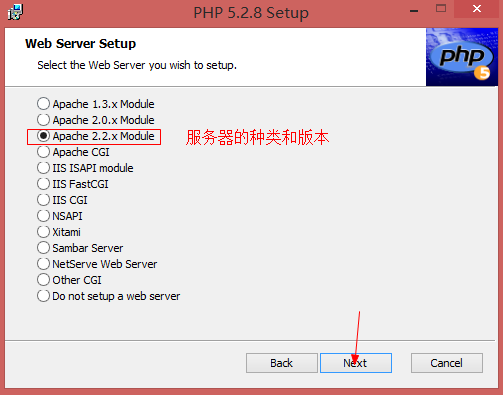 PHP 5.2.8 Setup
Web Server Setup
Select the Web Server you wish to setup.
php
5
Apache 1.3.x Module
Apache 2.0.x Module
Apache 2.2.x Module
服务器的种类和版本
Apache CGI
IIS ISAPI module
IIS FastCGI
IIS CGI
NSAPI
Xitami
Sambar Server
NetServe Web Server
Other CGI
Do not setup a web server
Back
Next
Cancel